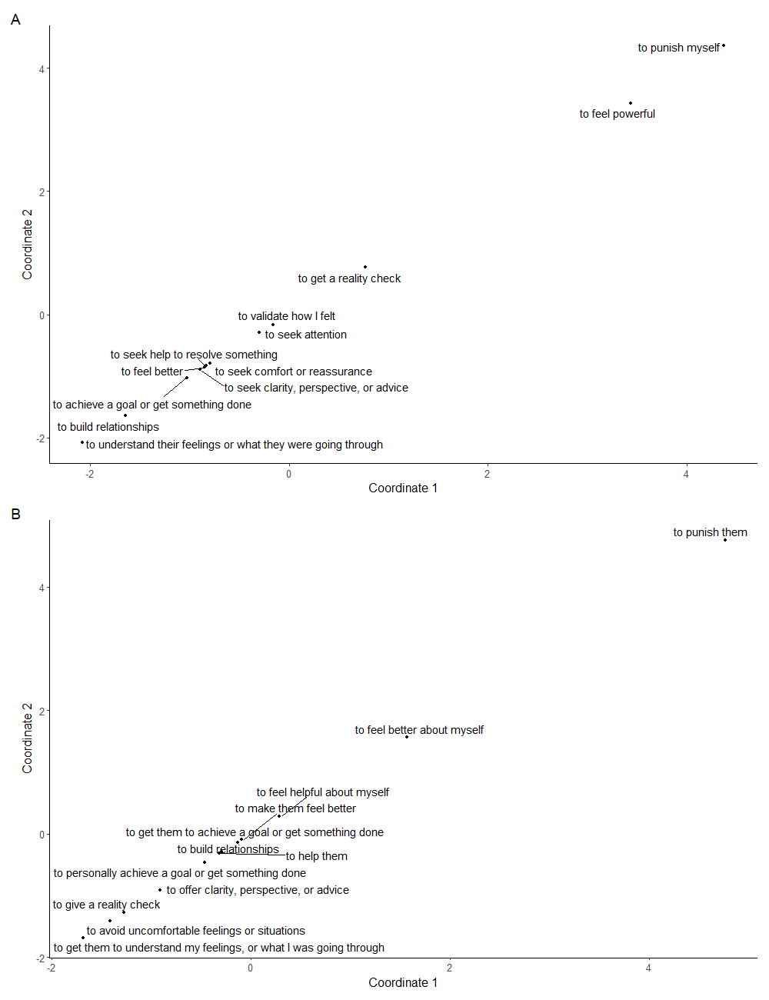 A
to punish myself
4
to feel powerful
2
Coordinate 2
to get a reality check
0
to validate how I felt
to seek attention
to seek help to resolve something
to feel better
to seek comfort or reassurance
to seek clarity, perspective, or advice
to achieve a goal or get something done
to build relationships
-2
to understand their feelings or what they were going through
-2 0 2 4
Coordinate 1
B
to punish them
4
to feel better about myself
2
Coordinate 2
to feel helpful about myself
to make them feel better
0
to get them to achieve a goal or get something done
to build relationships
to help them
to personally achieve a goal or get something done
to offer clarity, perspective, or advice
to give a reality check
to avoid uncomfortable feelings or situations
to get them to understand my feelings, or what I was going through
-2
-2 0 2 4
Coordinate 1